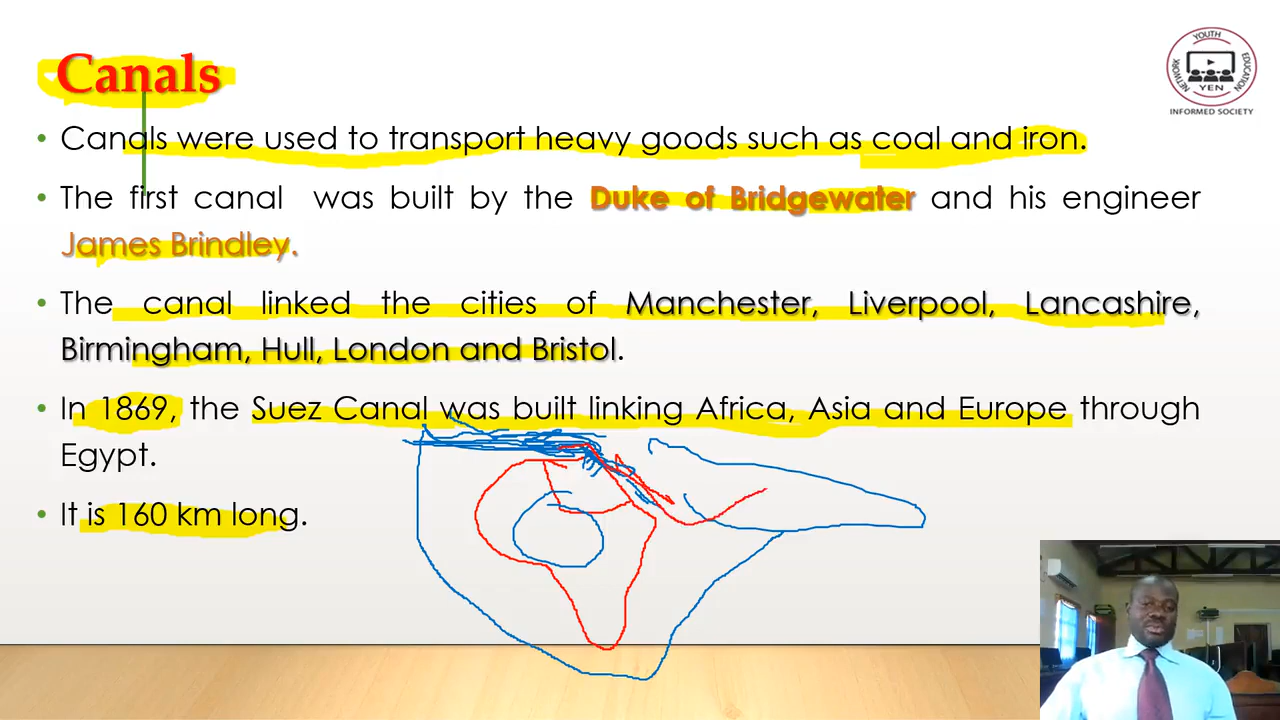 Canals
YOUTH
EDUCATION
NETWORK
YEN
INFORMED SOCIETY
• Canals were used to transport heavy goods such as coal and iron.
• The first canal was built by the Duke of Bridgewater and his engineer
James Brindley.
• The canal linked the cities of Manchester, Liverpool, Lancashire,
Birmingham, Hull, London and Bristol.
• In 1869, the Suez Canal was built linking Africa, Asia and Europe through
Egypt.
• It is 160 km long.